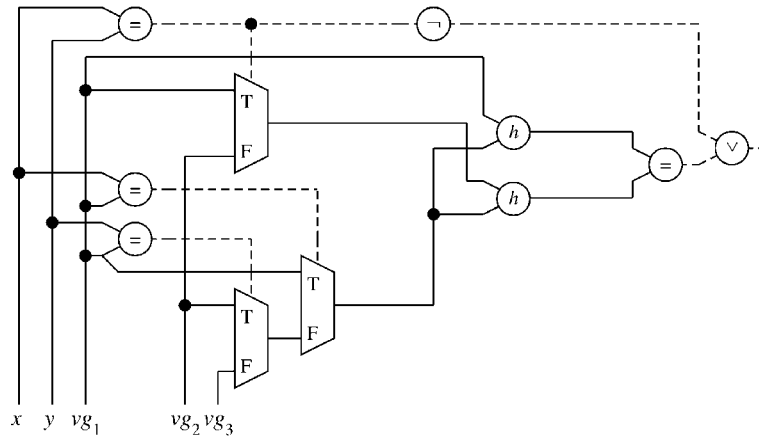 = ¬
T
h
F
∨
=
=
h
=
T
T
F
F
x y vg₁ vg₂ vg₃